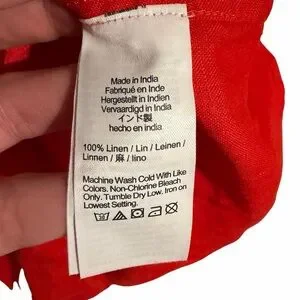 Made in India
Fabriqué en Inde
Hergestellt in Indien
Vervaardigd in India
インド製
hecho en india
100% Linen / Lin / Leinen /
Linnen / 麻 / lino
Machine Wash Cold With Like
Colors. Non-Chlorine Bleach
Only. Tumble Dry Low. Iron on
Lowest Setting.